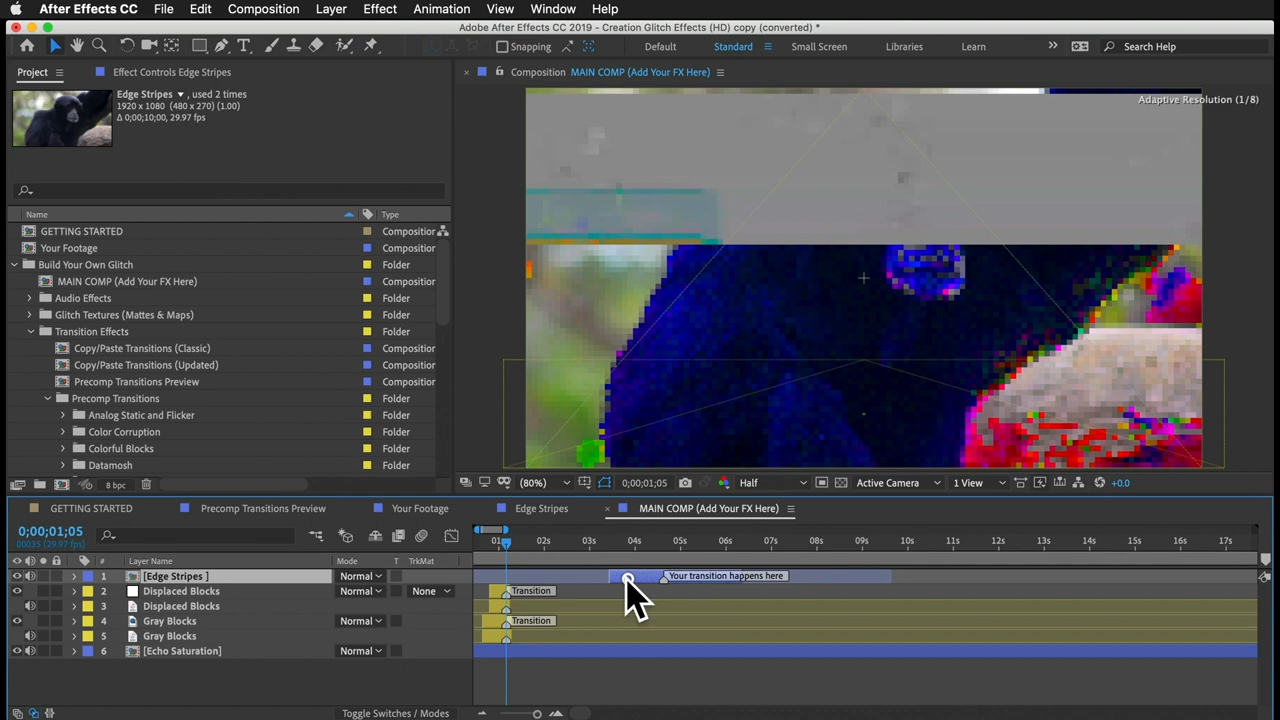 After Effects CC File Edit Composition Layer Effect Animation View Window Help
Adobe After Effects CC 2019 - Creation Glitch Effects (HD) copy (converted) *
Snapping Default Standard Small Screen Libraries Learn Search Help
Project Effect Controls Edge Stripes Composition MAIN COMP (Add Your FX Here)
Edge Stripes , used 2 times
1920 x 1080 (480 x 270) (1.00)
Δ 0;00;10;00, 29.97 fps
Adaptive Resolution (1/8)
Name Type
GETTING STARTED Composition
Your Footage Composition
Build Your Own Glitch Folder
MAIN COMP (Add Your FX Here) Composition
Audio Effects Folder
Glitch Textures (Mattes & Maps) Folder
Transition Effects Folder
Copy/Paste Transitions (Classic) Composition
Copy/Paste Transitions (Updated) Composition
Precomp Transitions Preview Composition
Precomp Transitions Folder
Analog Static and Flicker Folder
Color Corruption Folder
Colorful Blocks Folder
Datamosh Folder
8 bpc (80%) 0;00;01;05 Half Active Camera 1 View +0.0
GETTING STARTED Precomp Transitions Preview Your Footage Edge Stripes MAIN COMP (Add Your FX Here)
0;00;01;05
00035 (29.97 fps)
01s 02s 03s 04s 05s 06s 07s 08s 09s 10s 11s 12s 13s 14s 15s 16s 17s
# Layer Name Mode T TrkMat
1 [Edge Stripes ] Normal Your transition happens here
2 Displaced Blocks Normal None Transition
3 Displaced Blocks
4 Gray Blocks Normal Transition
5 Gray Blocks
6 [Echo Saturation] Normal
Toggle Switches / Modes